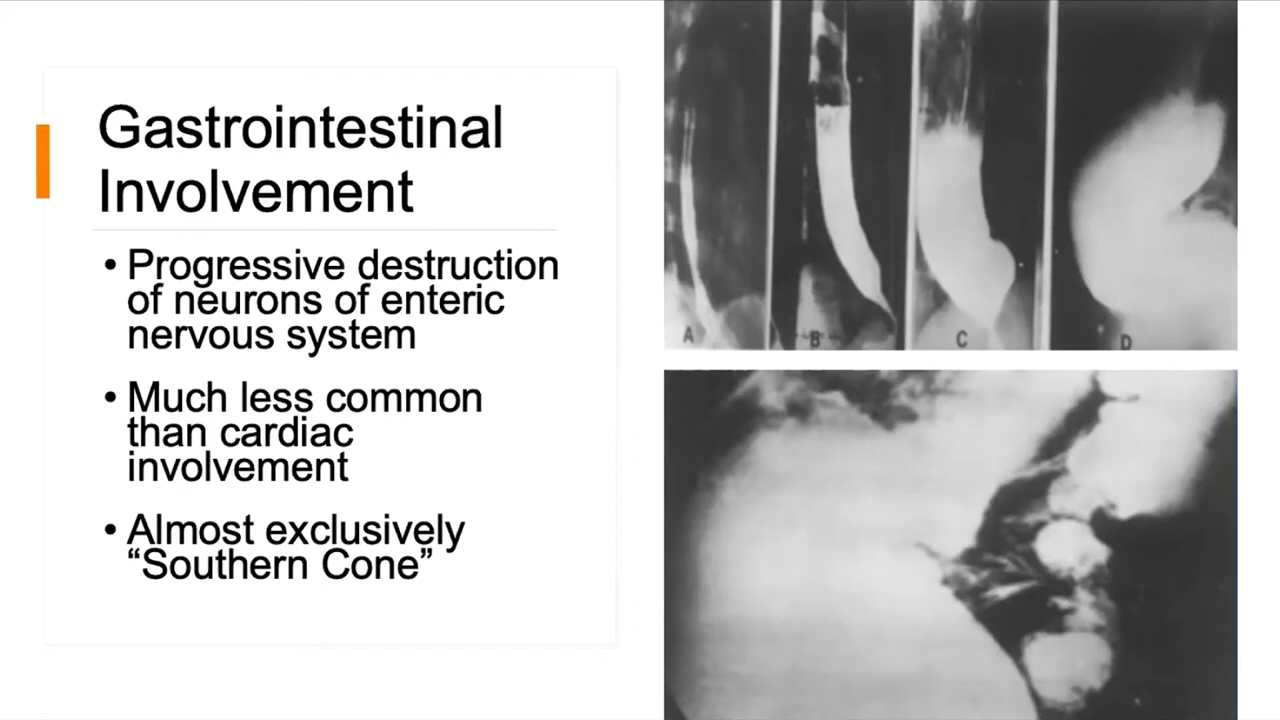 Gastrointestinal
Involvement
• Progressive destruction
of neurons of enteric
nervous system
• Much less common
than cardiac
involvement
• Almost exclusively
“Southern Cone”
A
B
C
D